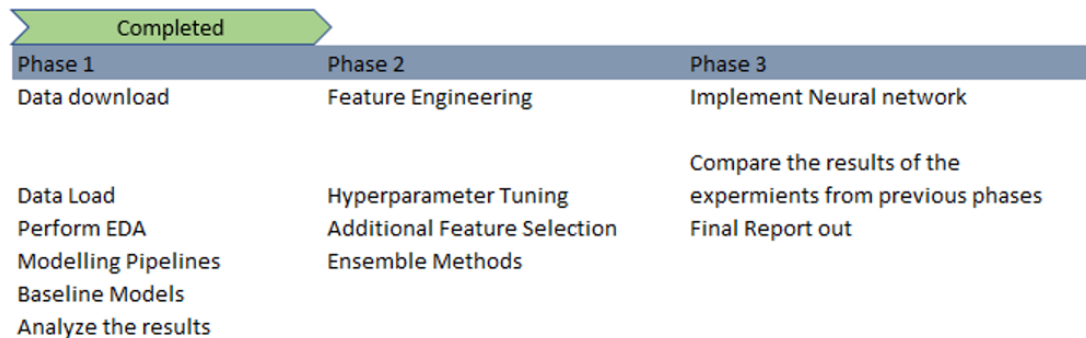 Completed
Phase 1 Phase 2 Phase 3
Data download Feature Engineering Implement Neural network
Compare the results of the
Data Load Hyperparameter Tuning expermients from previous phases
Perform EDA Additional Feature Selection Final Report out
Modelling Pipelines Ensemble Methods
Baseline Models
Analyze the results